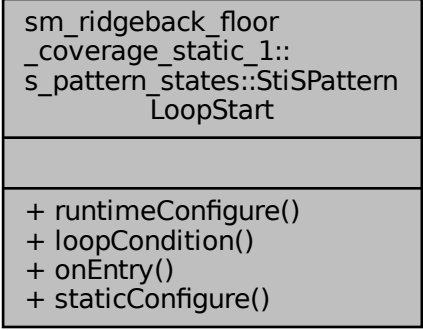 sm_ridgeback_floor
_coverage_static_1::
s_pattern_states::StiSPattern
LoopStart
+ runtimeConfigure()
+ loopCondition()
+ onEntry()
+ staticConfigure()